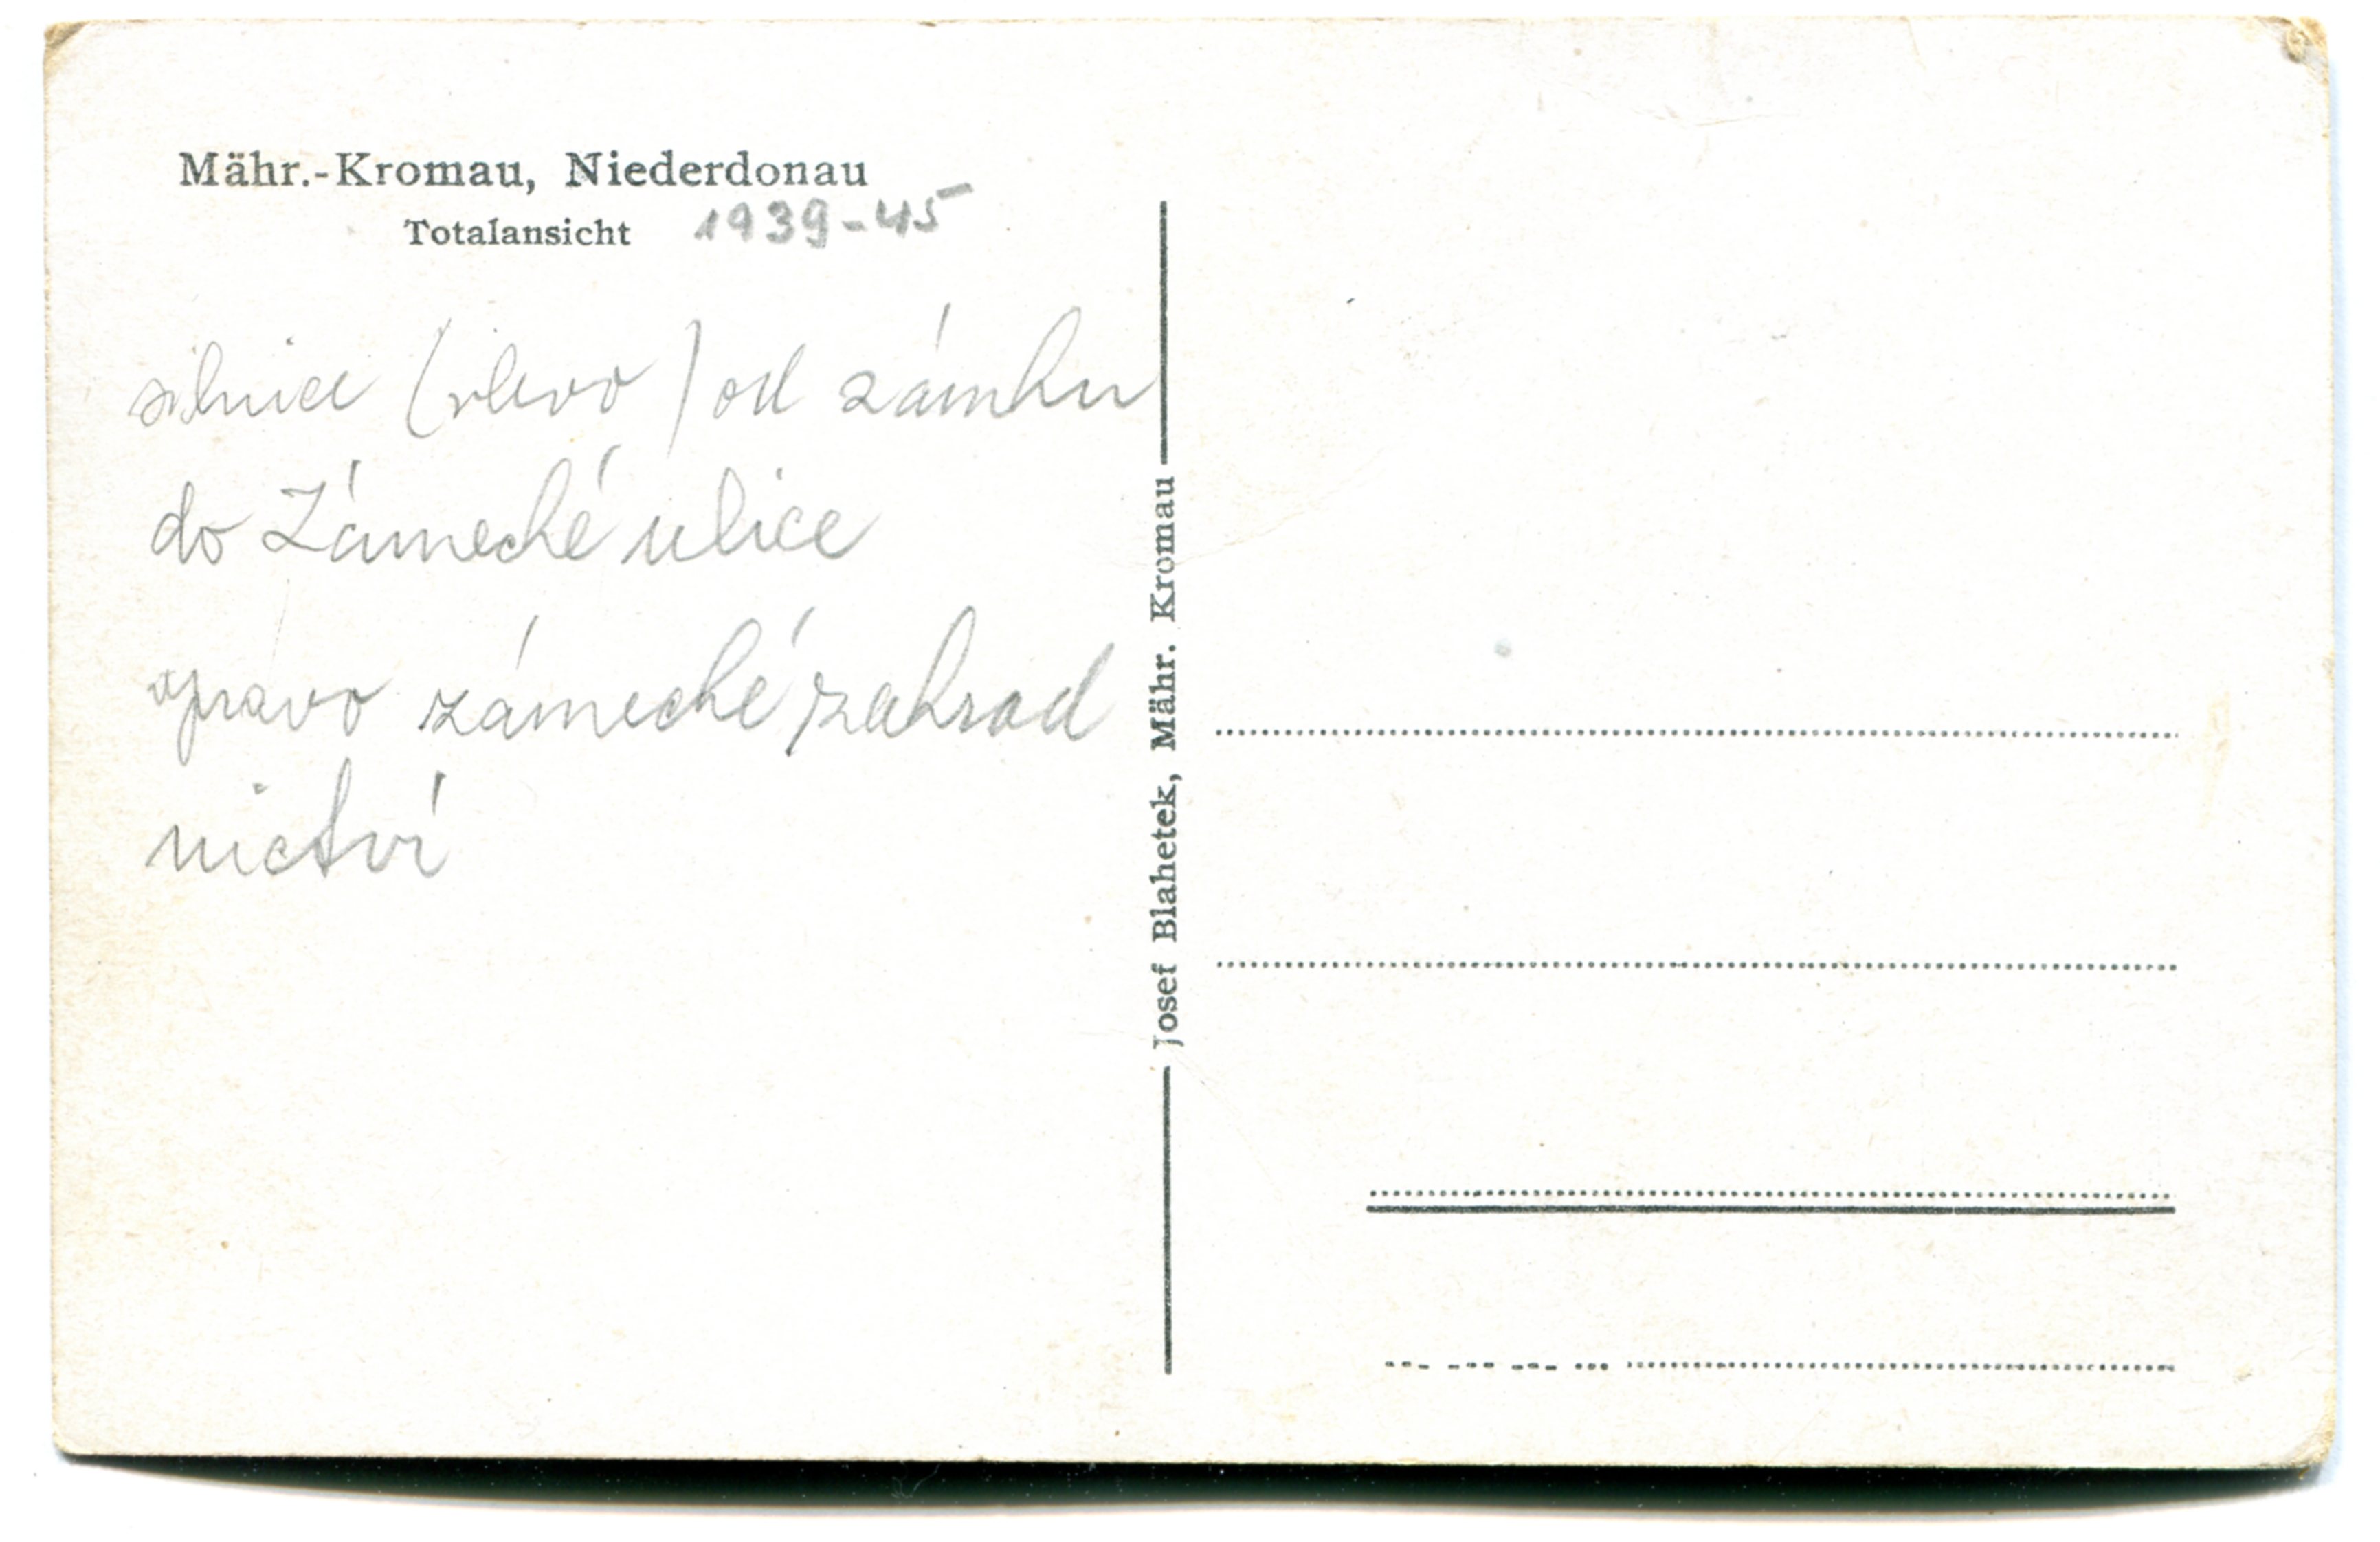 Mähr.-Kromau, Niederdonau
Totalansicht 1939-45
silnice (vlevo) od zámku
do Zámecké ulice
vpravo zámecké zahrad
nictví
Josef Blahetek, Mähr. Kromau